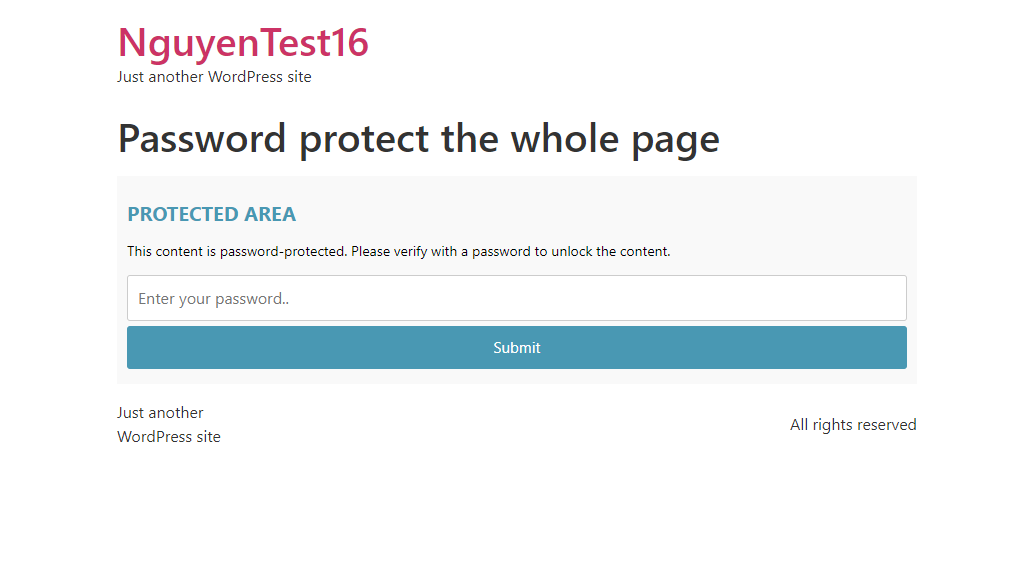 NguyenTest16
Just another WordPress site
Password protect the whole page
PROTECTED AREA
This content is password-protected. Please verify with a password to unlock the content.
Enter your password..
Submit
Just another
WordPress site
All rights reserved